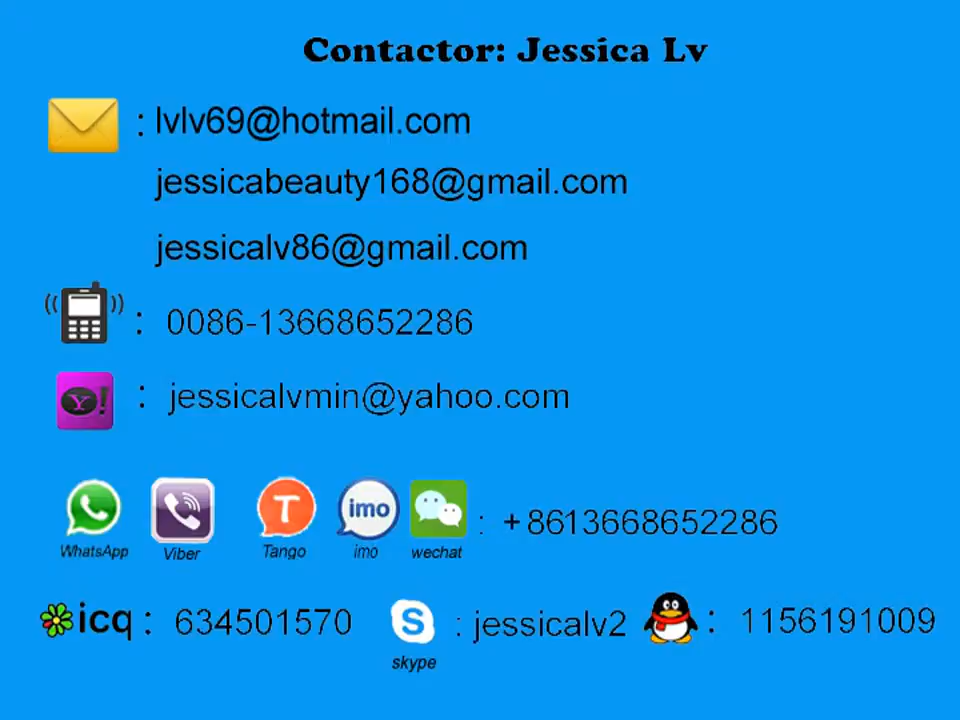 Contactor: Jessica Lv
: lvlv69@hotmail.com
jessicabeauty168@gmail.com
jessicalv86@gmail.com
: 0086-13668652286
Y! : jessicalvmin@yahoo.com
T imo : +8613668652286
WhatsApp Viber Tango imo wechat
icq : 634501570 S : jessicalv2 : 1156191009
skype